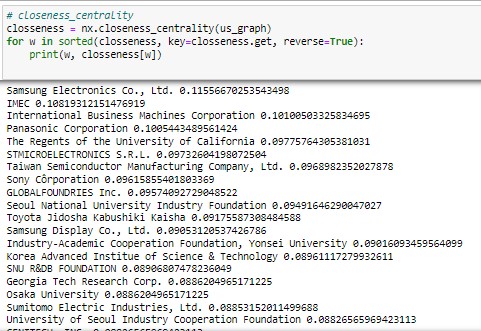 # closeness_centrality
closseness = nx.closeness_centrality(us_graph)
for w in sorted(closseness, key=closseness.get, reverse=True):
print(w, closseness[w])
Samsung Electronics Co., Ltd. 0.11556670253543498
IMEC 0.10819312151476919
International Business Machines Corporation 0.10100503325834695
Panasonic Corporation 0.1005443489561424
The Regents of the University of California 0.09775764305381031
STMICROELECTRONICS S.R.L. 0.09732604198072504
Taiwan Semiconductor Manufacturing Company, Ltd. 0.0968982352027878
Sony Corporation 0.09615855401803369
GLOBALFOUNDRIES Inc. 0.09574092729048522
Seoul National University Industry Foundation 0.09491646290047027
Toyota Jidosha Kabushiki Kaisha 0.09175587308484588
Samsung Display Co., Ltd. 0.09053120537426786
Industry-Academic Cooperation Foundation, Yonsei University 0.09016093459564099
Korea Advanced Institue of Science & Technology 0.08961117279932611
SNU R&DB FOUNDATION 0.08906807478236049
Georgia Tech Research Corp. 0.0886204965171225
Osaka University 0.0886204965171225
Sumitomo Electric Industries, Ltd. 0.08853152011499688
University of Seoul Industry Cooperation Foundation 0.08826565969423113